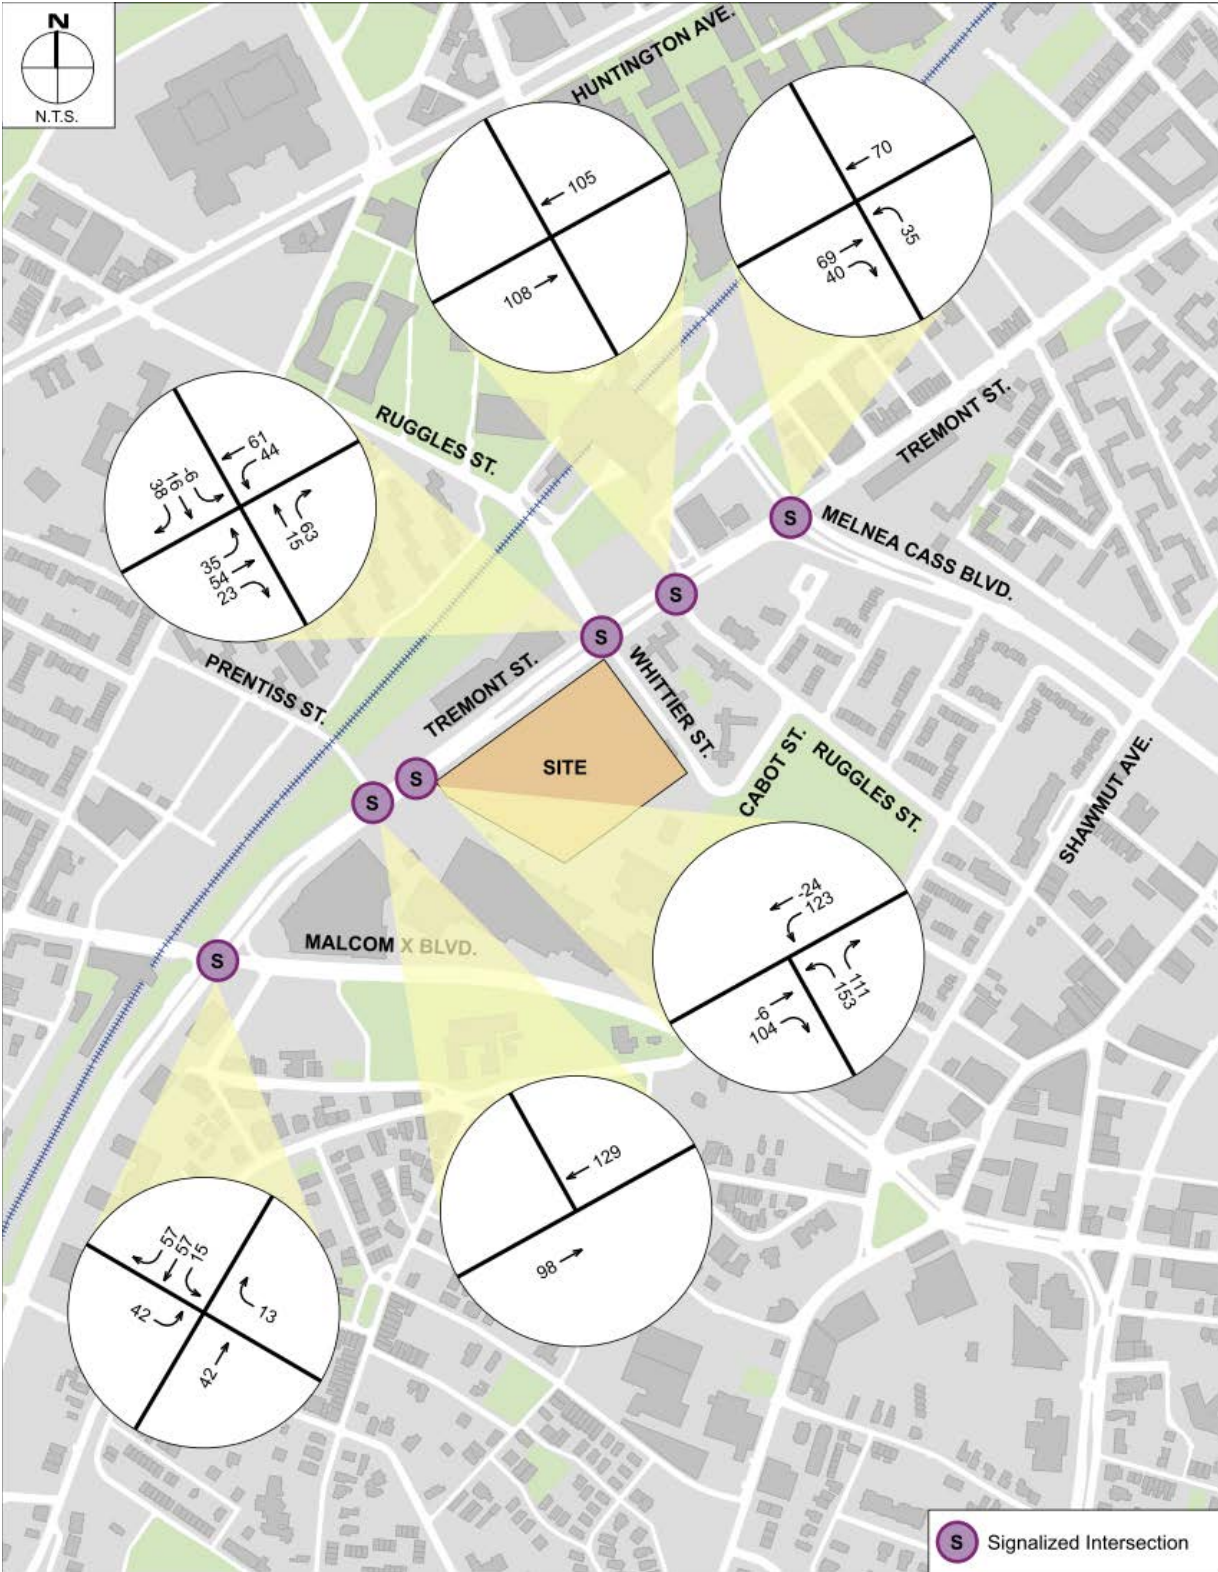 N
N.T.S.
HUNTINGTON AVE.
105
108
70
35
69
40
RUGGLES ST.
61
44
-6
16
38
63
15
35
54
23
TREMONT ST.
S
MELNEA CASS BLVD.
S
S
WHITTIER ST.
PRENTISS ST.
TREMONT ST.
SITE
CABOT ST.
RUGGLES ST.
SHAWMUT AVE.
S
S
-24
123
111
153
-6
104
MALCOM X BLVD.
S
129
98
57
57
15
42
13
42
S Signalized Intersection